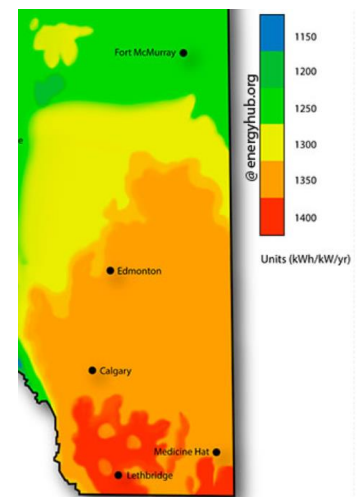 Fort McMurray
e
Edmonton
Calgary
Medicine Hat
Lethbridge
1150
1200
1250
1300
1350
1400
Units (kWh/kW/yr)
@ energyhub.org